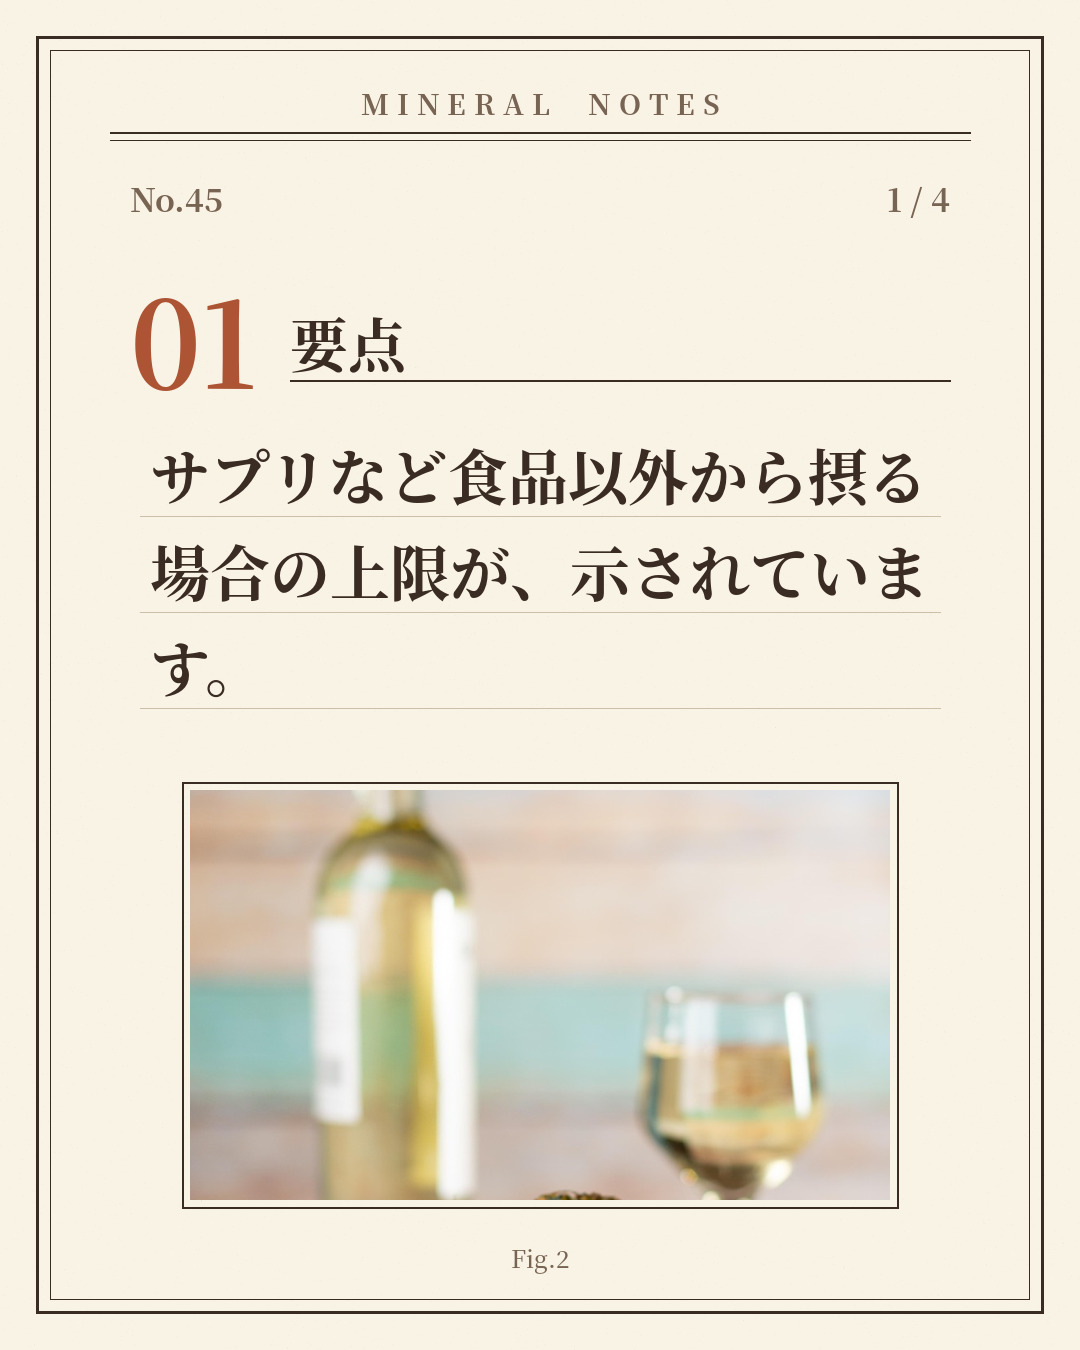 MINERAL NOTES
No.45
1 / 4
01 要点
サプリなど食品以外から摂る
場合の上限が、示されていま
す。
Fig.2